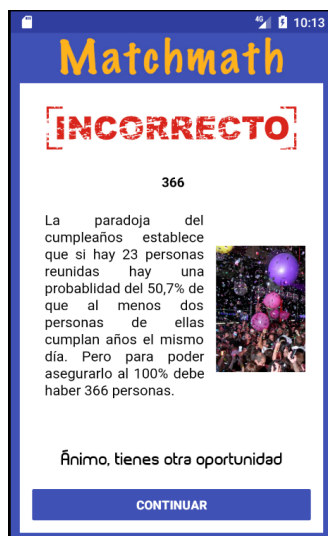 4G 10:13
Matchmath
INCORRECTO
366
La paradoja del
cumpleaños establece
que si hay 23 personas
reunidas hay una
probablidad del 50,7% de
que al menos dos
personas de ellas
cumplan años el mismo
día. Pero para poder
asegurarlo al 100% debe
haber 366 personas.
Ánimo, tienes otra oportunidad
CONTINUAR